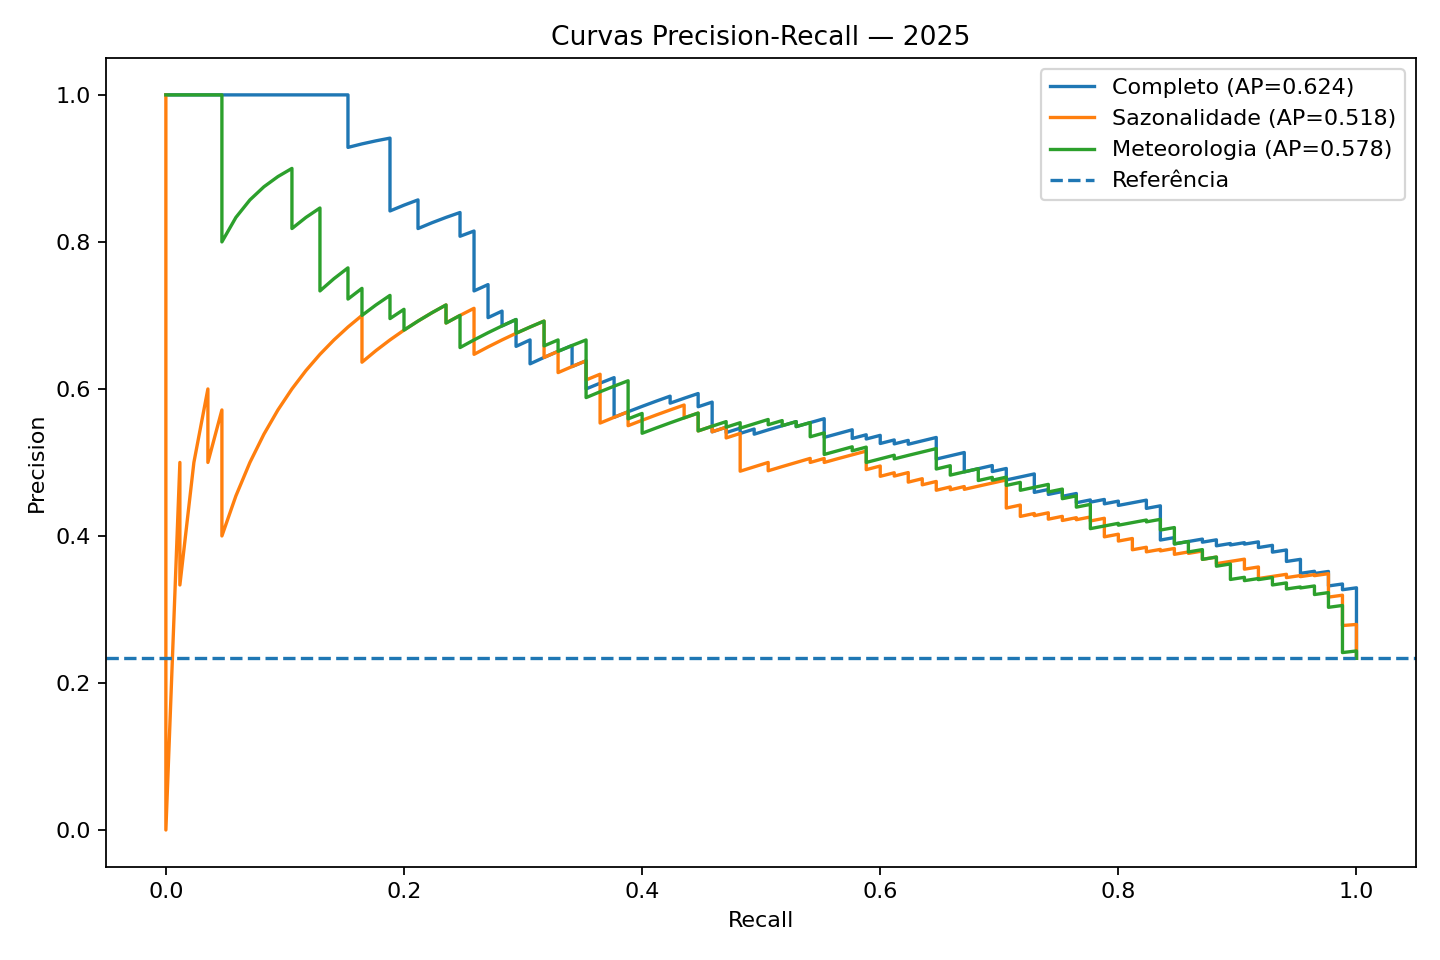 Curvas Precision-Recall — 2025
Completo (AP=0.624)
Sazonalidade (AP=0.518)
Meteorologia (AP=0.578)
Referência
Precision
1.0
0.8
0.6
0.4
0.2
0.0
0.0 0.2 0.4 0.6 0.8 1.0
Recall